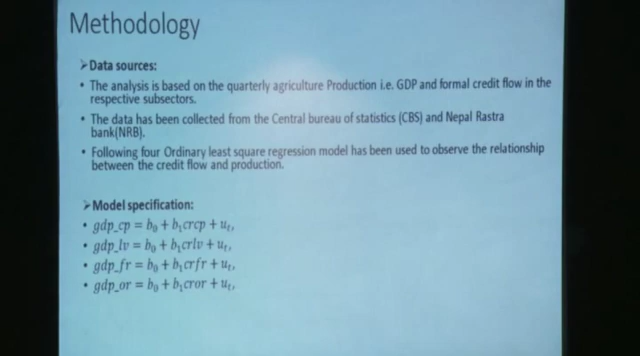 Methodology
➢Data sources:
• The analysis is based on the quarterly agriculture Production i.e. GDP and formal credit flow in the
respective subsectors.
• The data has been collected from the Central bureau of statistics (CBS) and Nepal Rastra
bank(NRB).
• Following four Ordinary least square regression model has been used to observe the relationship
between the credit flow and production.
➢Model specification:
• gdp_cp = b₀ + b₁crcp + uₜ,
• gdp_lv = b₀ + b₁crlv + uₜ,
• gdp_fr = b₀ + b₁crfr + uₜ,
• gdp_or = b₀ + b₁cror + uₜ,